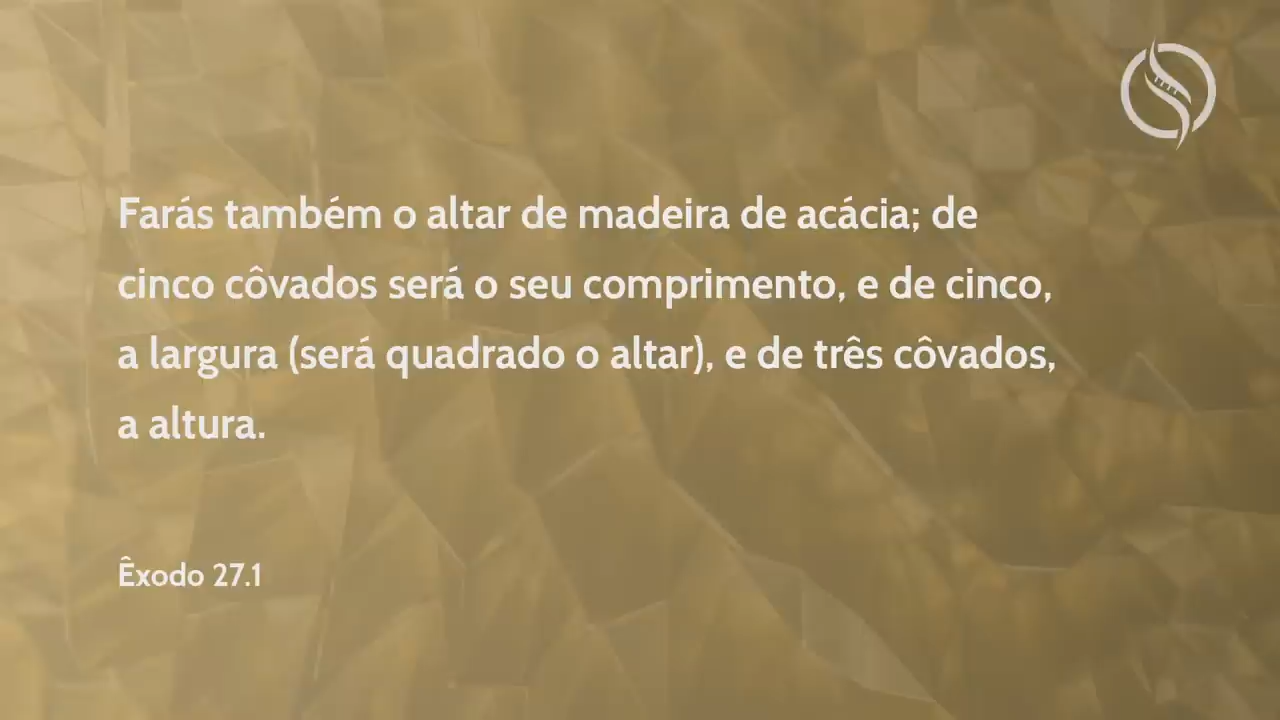 Farás também o altar de madeira de acácia; de
cinco côvados será o seu comprimento, e de cinco,
a largura (será quadrado o altar), e de três côvados,
a altura.
Êxodo 27.1